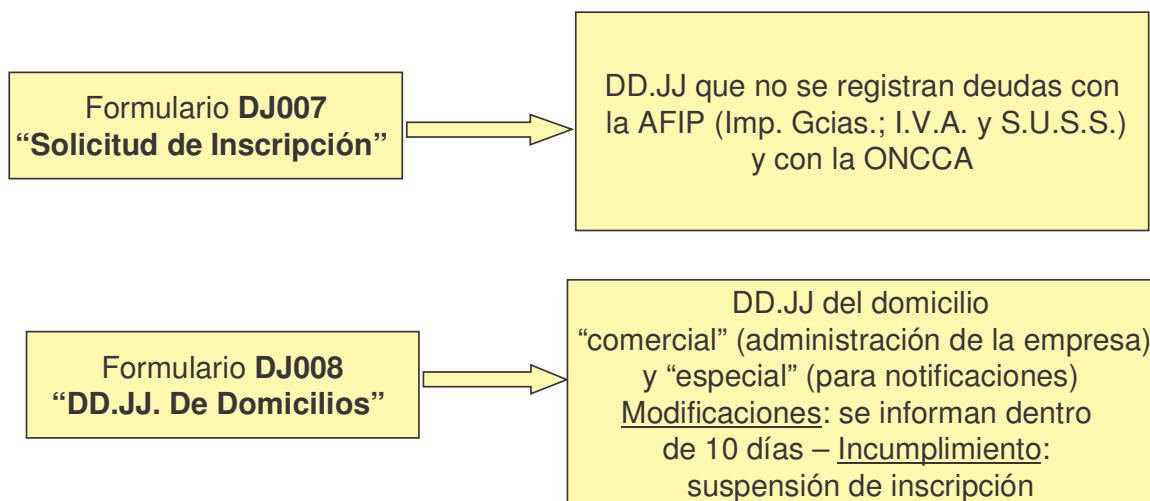 Formulario DJ007
“Solicitud de Inscripción”
DD.JJ que no se registran deudas con
la AFIP (Imp. Gcias.; I.V.A. y S.U.S.S.)
y con la ONCCA
Formulario DJ008
“DD.JJ. De Domicilios”
DD.JJ del domicilio
“comercial” (administración de la empresa)
y “especial” (para notificaciones)
Modificaciones: se informan dentro
de 10 días – Incumplimiento:
suspensión de inscripción